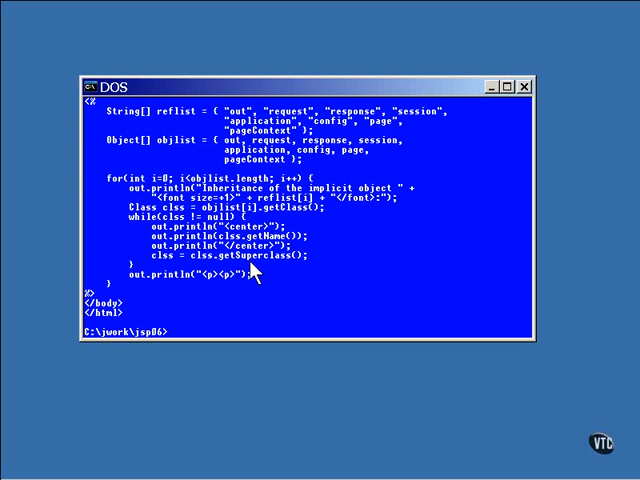 DOS
<%
String[] reflist = { "out", "request", "response", "session",
"application", "config", "page",
"pageContext" };
Object[] objlist = { out, request, response, session,
application, config, page,
pageContext };
for(int i=0; i<objlist.length; i++) {
out.println("Inheritance of the implicit object " +
"<font size=+1>" + reflist[i] + "</font>:");
Class clss = objlist[i].getClass();
while(clss != null) {
out.println("<center>");
out.println(clss.getName());
out.println("</center>");
clss = clss.getSuperclass();
}
out.println("<p><p>");
}
%>
</body>
</html>
C:\jwork\jsp06>
VTC